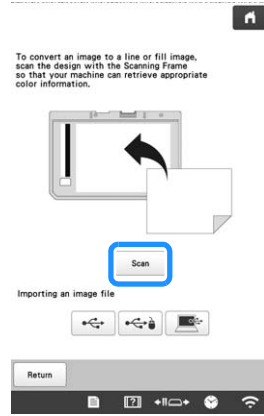 To convert an image to a line or fill image,
scan the design with the Scanning Frame
so that your machine can retrieve appropriate
color information.
Scan
Importing an image file
Return